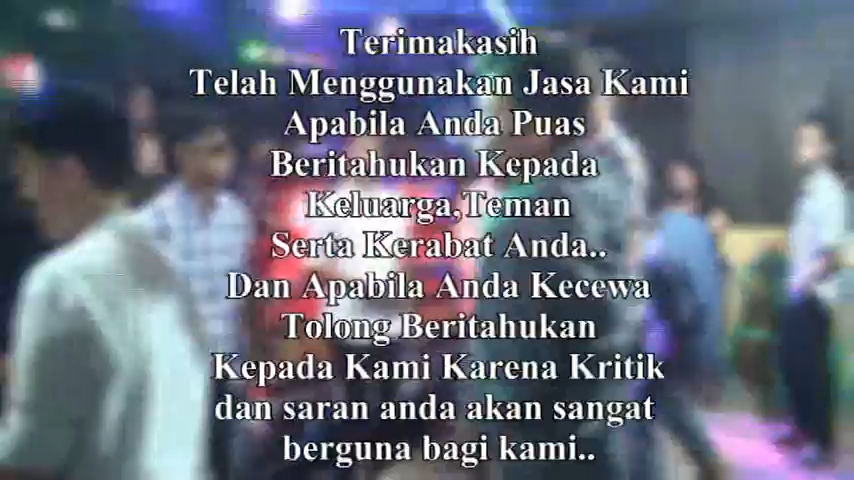 Terimakasih
Telah Menggunakan Jasa Kami
Apabila Anda Puas
Beritahukan Kepada
Keluarga,Teman
Serta Kerabat Anda..
Dan Apabila Anda Kecewa
Tolong Beritahukan
Kepada Kami Karena Kritik
dan saran anda akan sangat
berguna bagi kami..